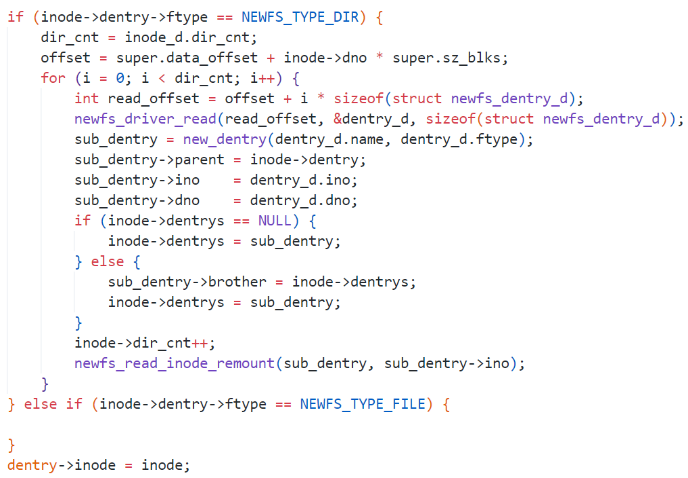 if (inode->dentry->ftype == NEWFS_TYPE_DIR) {
    dir_cnt = inode_d.dir_cnt;
    offset = super.data_offset + inode->dno * super.sz_blks;
    for (i = 0; i < dir_cnt; i++) {
        int read_offset = offset + i * sizeof(struct newfs_dentry_d);
        newfs_driver_read(read_offset, &dentry_d, sizeof(struct newfs_dentry_d));
        sub_dentry = new_dentry(dentry_d.name, dentry_d.ftype);
        sub_dentry->parent = inode->dentry;
        sub_dentry->ino    = dentry_d.ino;
        sub_dentry->dno    = dentry_d.dno;
        if (inode->dentrys == NULL) {
            inode->dentrys = sub_dentry;
        } else {
            sub_dentry->brother = inode->dentrys;
            inode->dentrys = sub_dentry;
        }
        inode->dir_cnt++;
        newfs_read_inode_remount(sub_dentry, sub_dentry->ino);
    }
} else if (inode->dentry->ftype == NEWFS_TYPE_FILE) {
}
dentry->inode = inode;